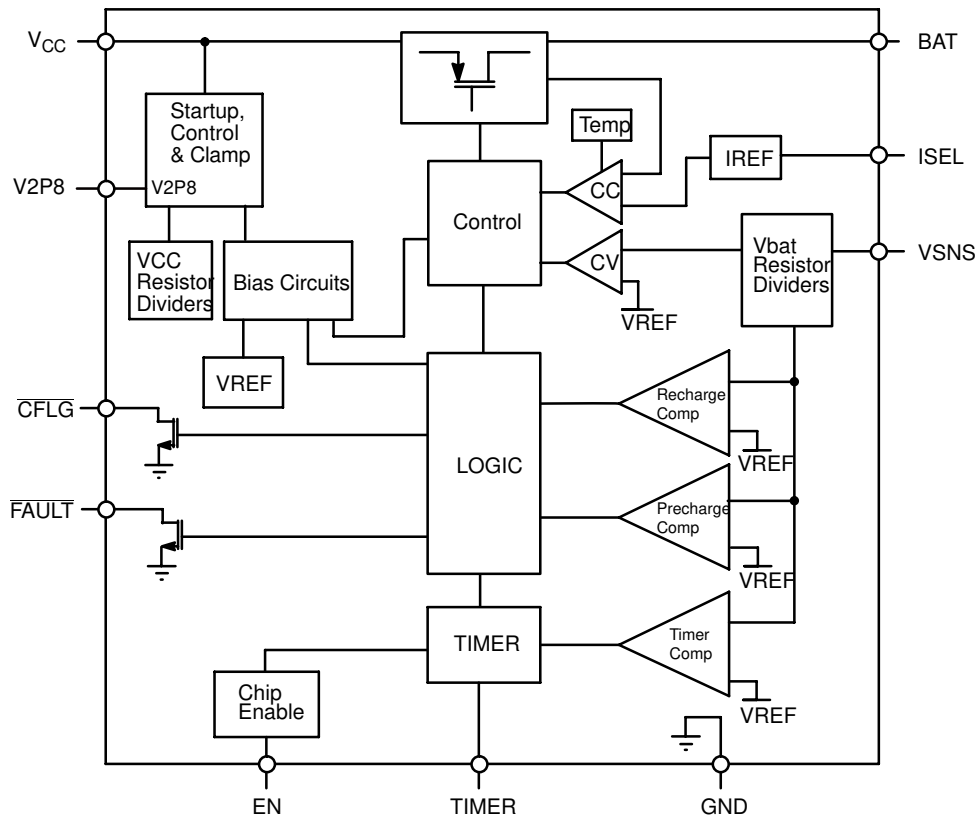 VCC
BAT
Startup,
Control
& Clamp
V2P8
V2P8
Temp
IREF
ISEL
CC
Control
CV
VREF
Vbat
Resistor
Dividers
VSNS
VCC
Resistor
Dividers
Bias Circuits
VREF
CFLG
LOGIC
Recharge
Comp
VREF
FAULT
Precharge
Comp
VREF
TIMER
Timer
Comp
VREF
Chip
Enable
EN
TIMER
GND